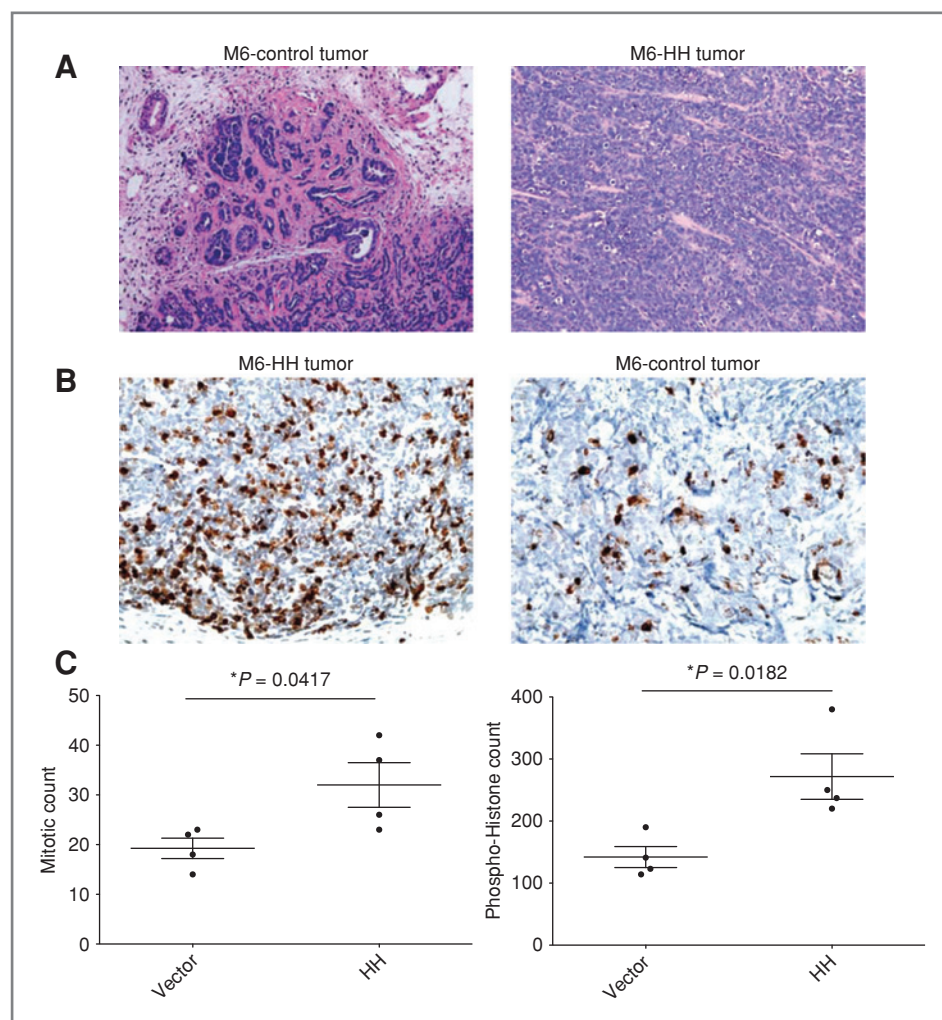 A
M6-control tumor
M6-HH tumor
B
M6-HH tumor
M6-control tumor
C
*P = 0.0417
Mitotic count
50
40
30
20
10
0
Vector
HH
*P = 0.0182
Phospho-Histone count
400
300
200
100
0
Vector
HH